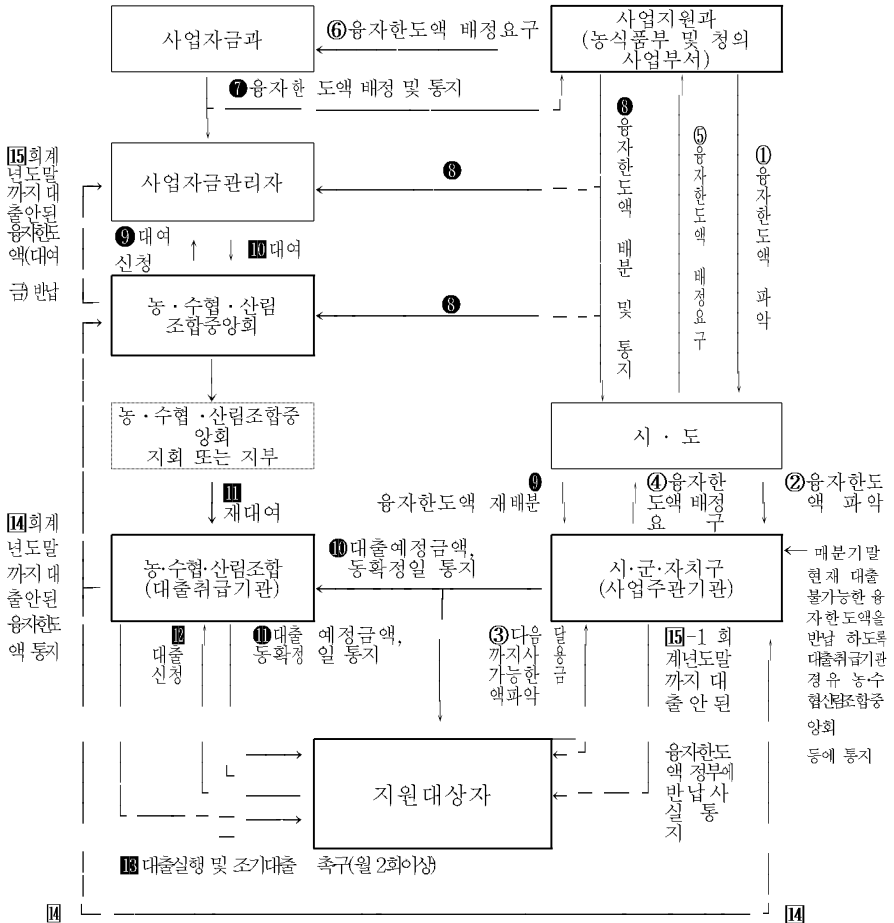 사업자금과
⑥융자한도액 배정요구
사업지원과
(농식품부 및 청의
사업부서)
❼융자한 도액 배정 및 통지
사업자금관리자
❽
❽융자한도액 배분 및 통지
⑤융자한도액 배정요구
①융자한도액 파악
15회계
년도말
까지대
출안된
융자한도
액(대여
금)반납
❾대여
신청
10대여
농·수협·산림
조합중앙회
❽
농·수협·산림조합중
앙회
지회 또는 지부
시·도
11
재대여
융자한도액 재배분
❾
④융자한
도액 배정
요 구
②융자한도
액 파악
14회계
년도말
까지대
출안된
융자한도
액 통지
농·수협·산림조합
(대출취급기관)
❿대출예정금액,
동확정일 통지
시·군·자치구
(사업주관기관)
매분기말
현재 대출
불가능한 융
자한도액을
반납 하도록
대출취급기관
경유 농·수
협산림조합중
앙회
등에 통지
12
대출
신청
⓫대출 예정금액,
동확정 일 통지
③다음 달
까지사 용
가능한 금
액파악
15-1 회
계년도말
까지 대
출 안 된
융자한도
액 정부에
반 납 사
실 통
지
지원대상자
13 대출실행 및 조기대출 촉구(월 2회이상)
14
14